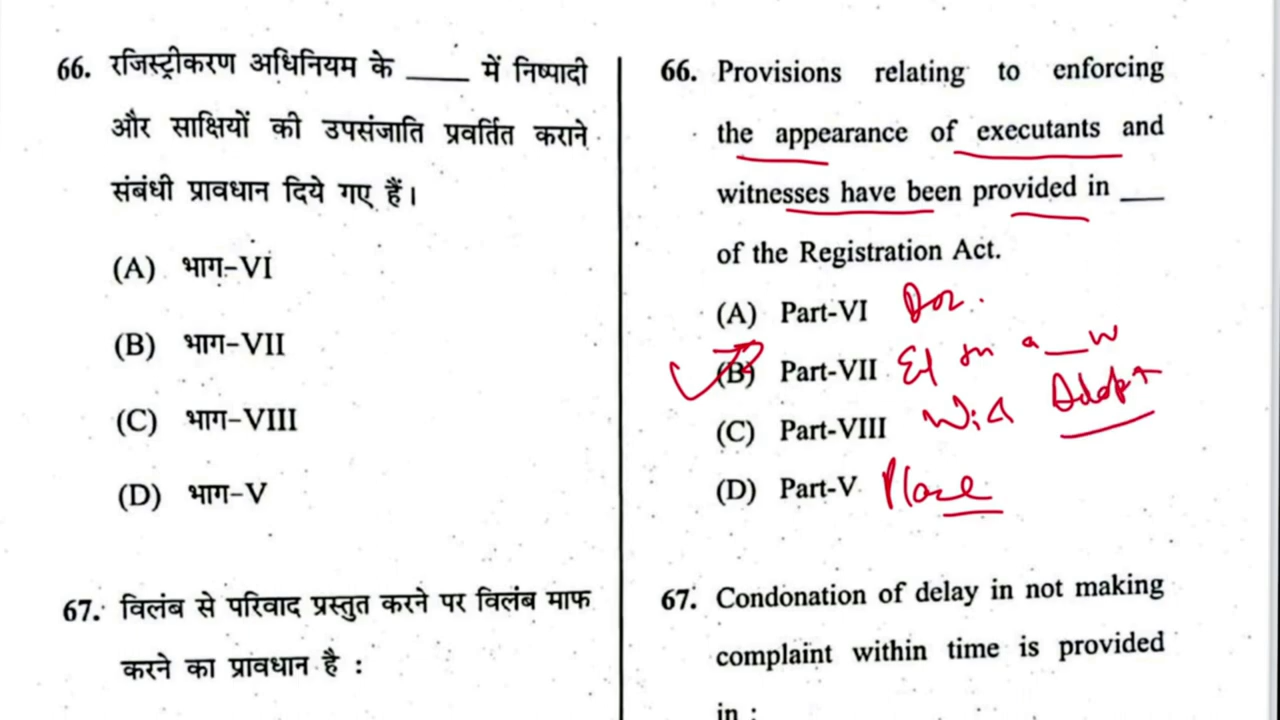 66. रजिस्ट्रीकरण अधिनियम के ____ में निष्पादी
और साक्षियों की उपसंजाति प्रवर्तित कराने
संबंधी प्रावधान दिये गए हैं।
(A) भाग-VI
(B) भाग-VII
(C) भाग-VIII
(D) भाग-V
67. विलंब से परिवाद प्रस्तुत करने पर विलंब माफ
करने का प्रावधान है :
66. Provisions relating to enforcing
the appearance of executants and
witnesses have been provided in ____
of the Registration Act.
(A) Part-VI
(B) Part-VII
(C) Part-VIII
(D) Part-V Place
67. Condonation of delay in not making
complaint within time is provided
in :